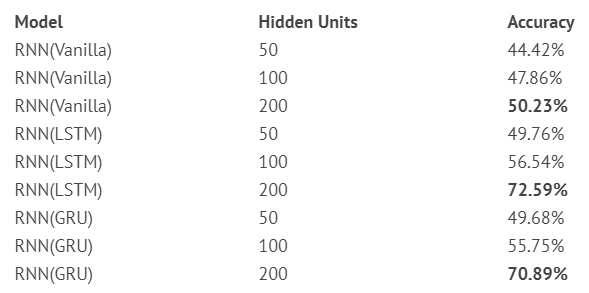 Model Hidden Units Accuracy
RNN(Vanilla) 50 44.42%
RNN(Vanilla) 100 47.86%
RNN(Vanilla) 200 50.23%
RNN(LSTM) 50 49.76%
RNN(LSTM) 100 56.54%
RNN(LSTM) 200 72.59%
RNN(GRU) 50 49.68%
RNN(GRU) 100 55.75%
RNN(GRU) 200 70.89%